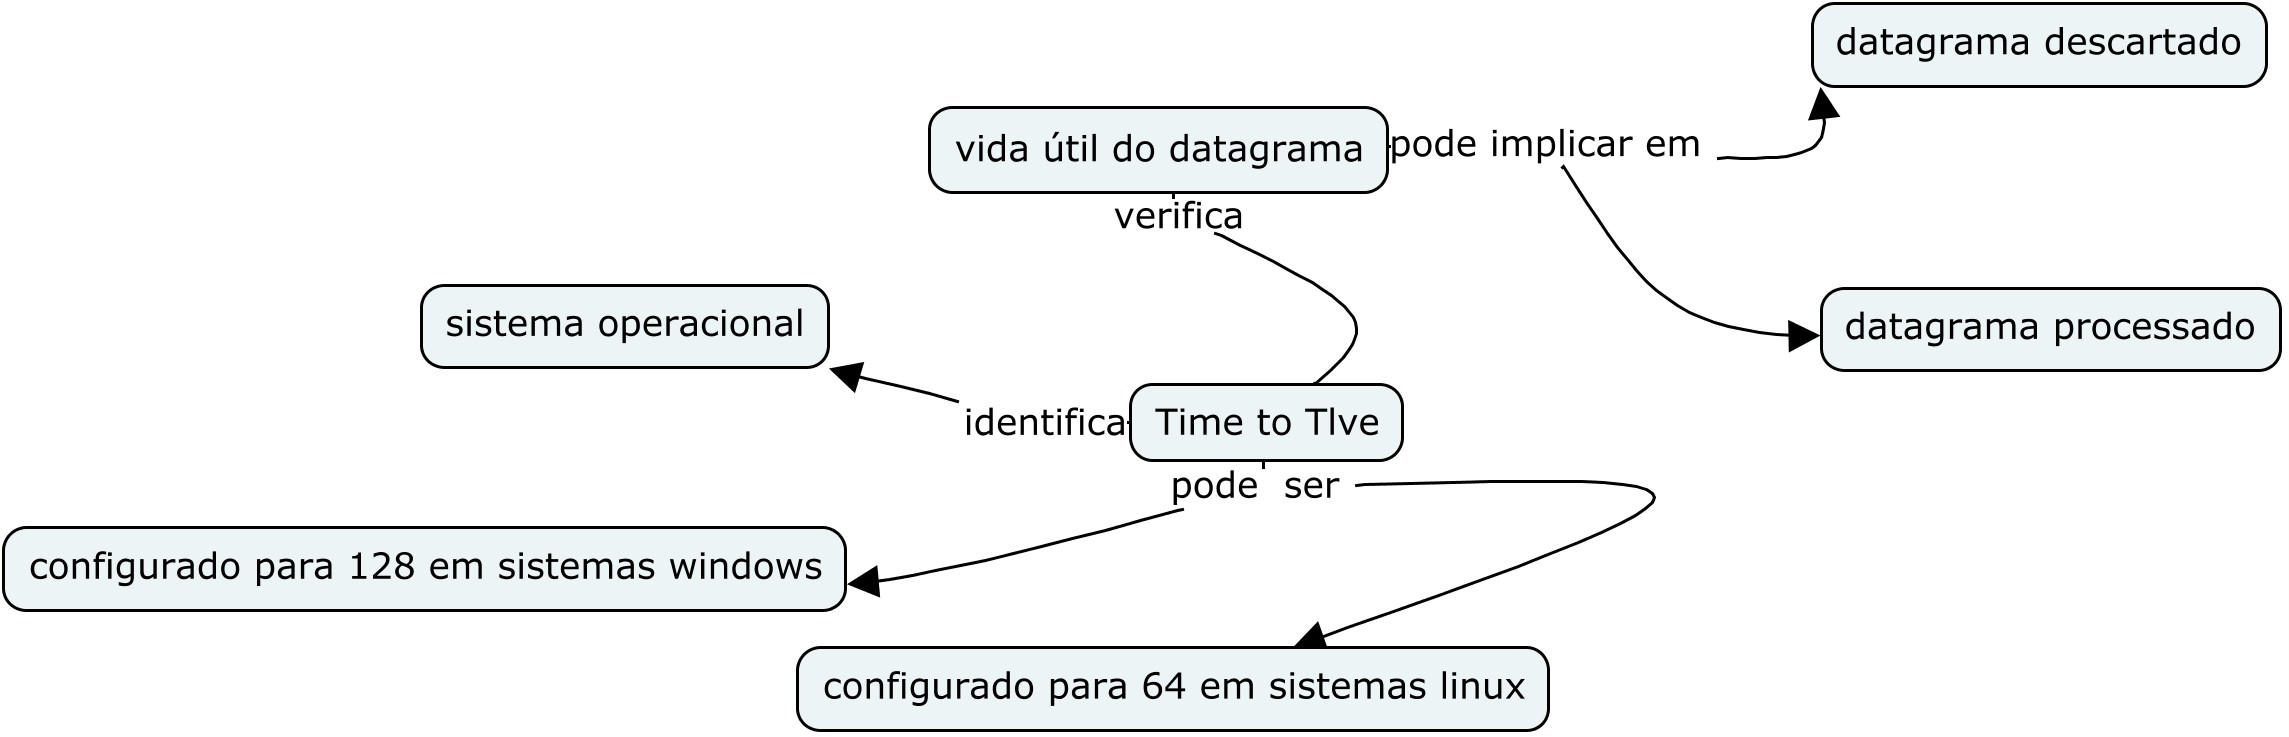 datagrama descartado
vida útil do datagrama
pode implicar em
verifica
sistema operacional
datagrama processado
identifica
Time to TIve
pode  ser
configurado para 128 em sistemas windows
configurado para 64 em sistemas linux